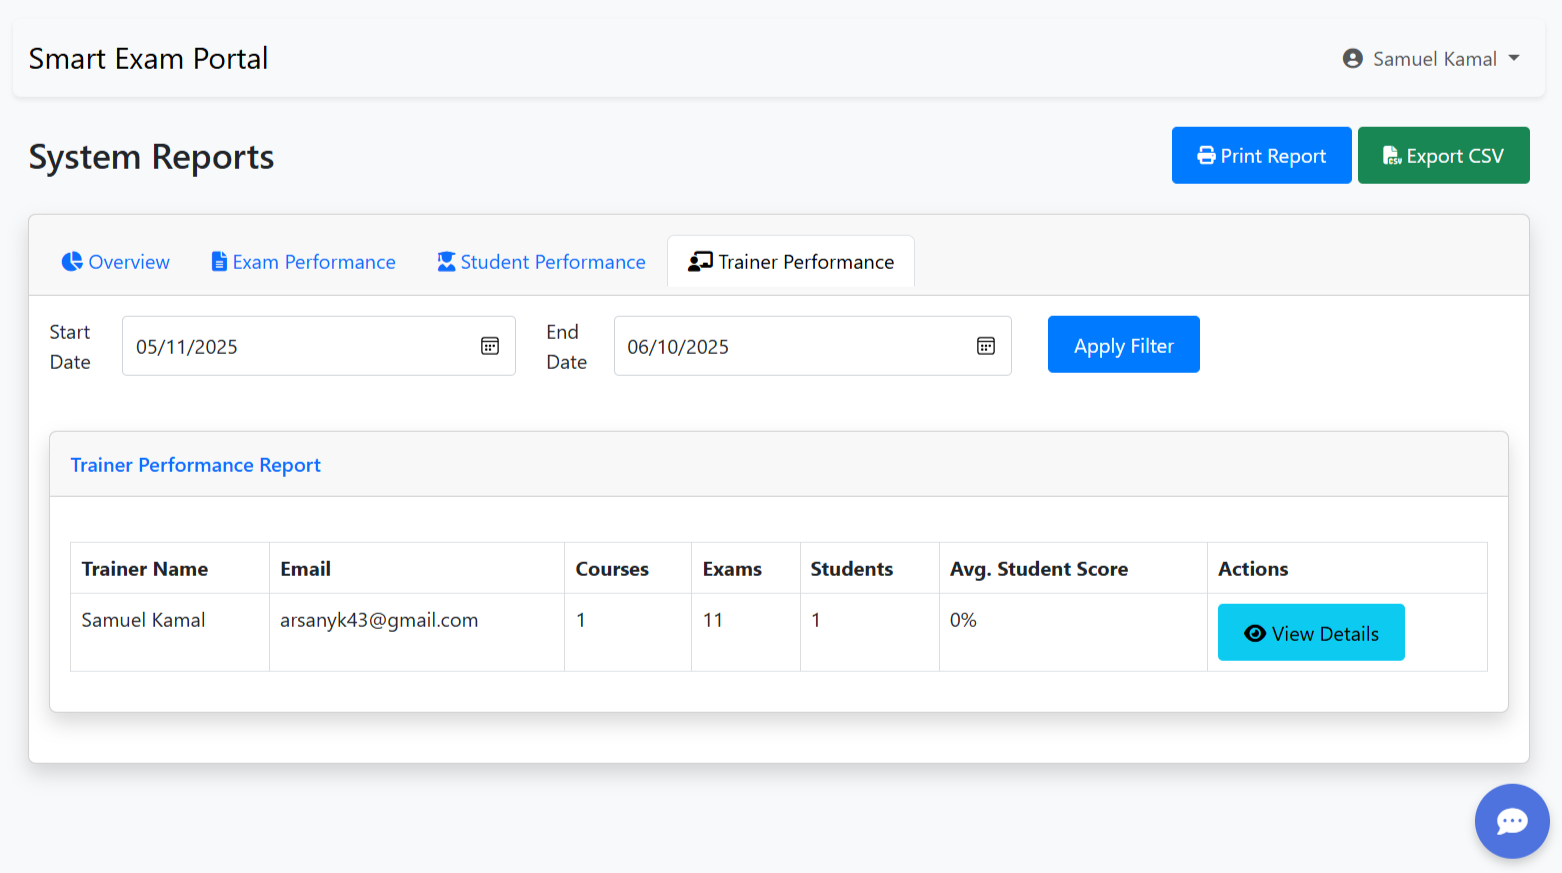 Smart Exam Portal
Samuel Kamal
System Reports
Print Report
Export CSV
Overview
Exam Performance
Student Performance
Trainer Performance
Start Date
05/11/2025
End Date
06/10/2025
Apply Filter
Trainer Performance Report
Trainer Name Email Courses Exams Students Avg. Student Score Actions
Samuel Kamal arsanyk43@gmail.com 1 11 1 0% View Details